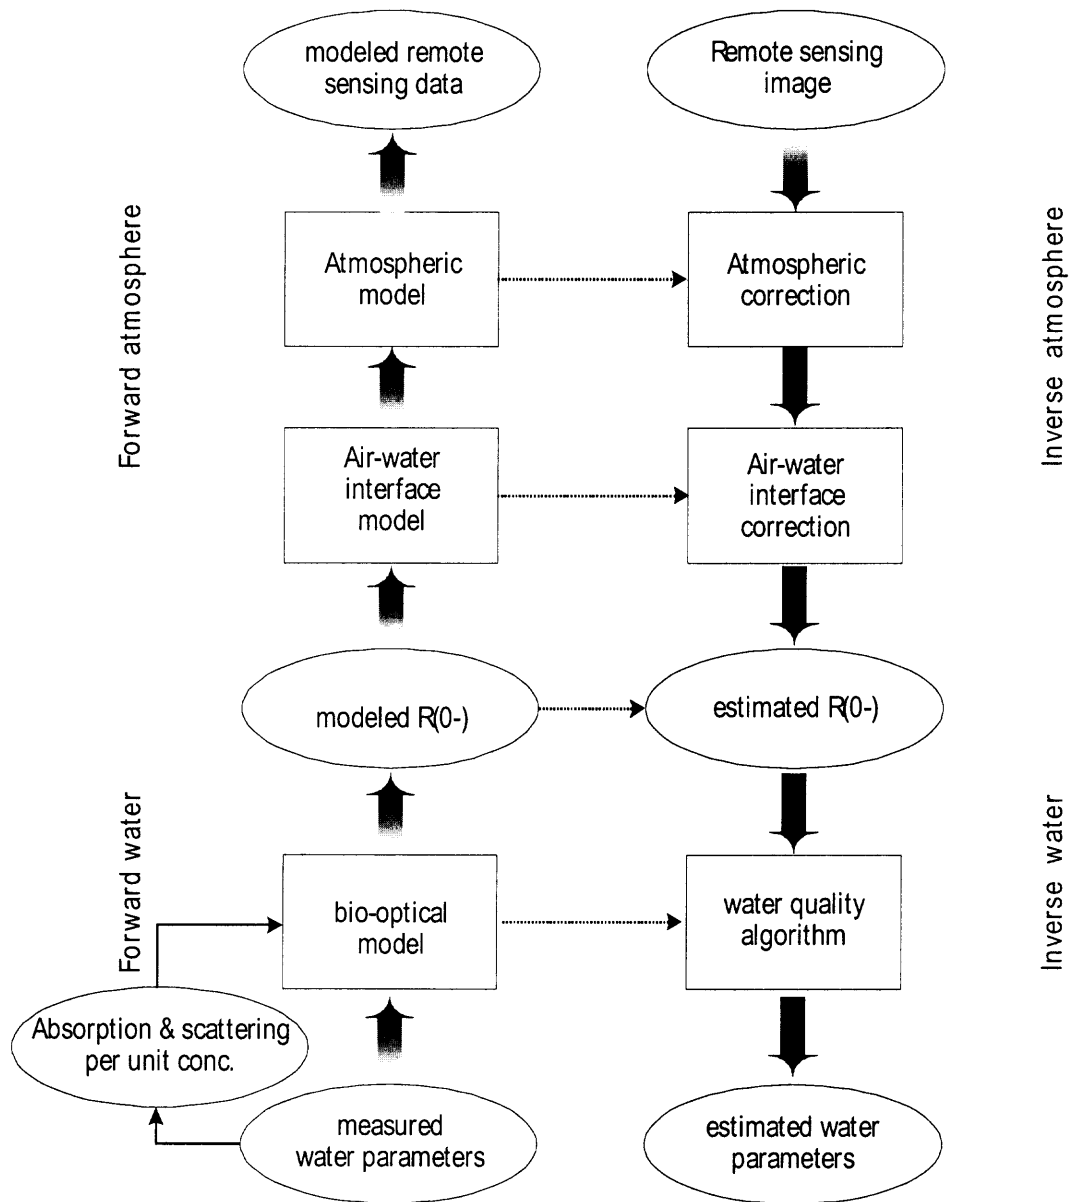 modeled remote
sensing data
Remote sensing
image
Forward atmosphere
Atmospheric
model
Atmospheric
correction
Inverse atmosphere
Air-water
interface
model
Air-water
interface
correction
modeled R(0-)
estimated R(0-)
Forward water
bio-optical
model
water quality
algorithm
Inverse water
Absorption & scattering
per unit conc.
measured
water parameters
estimated water
parameters